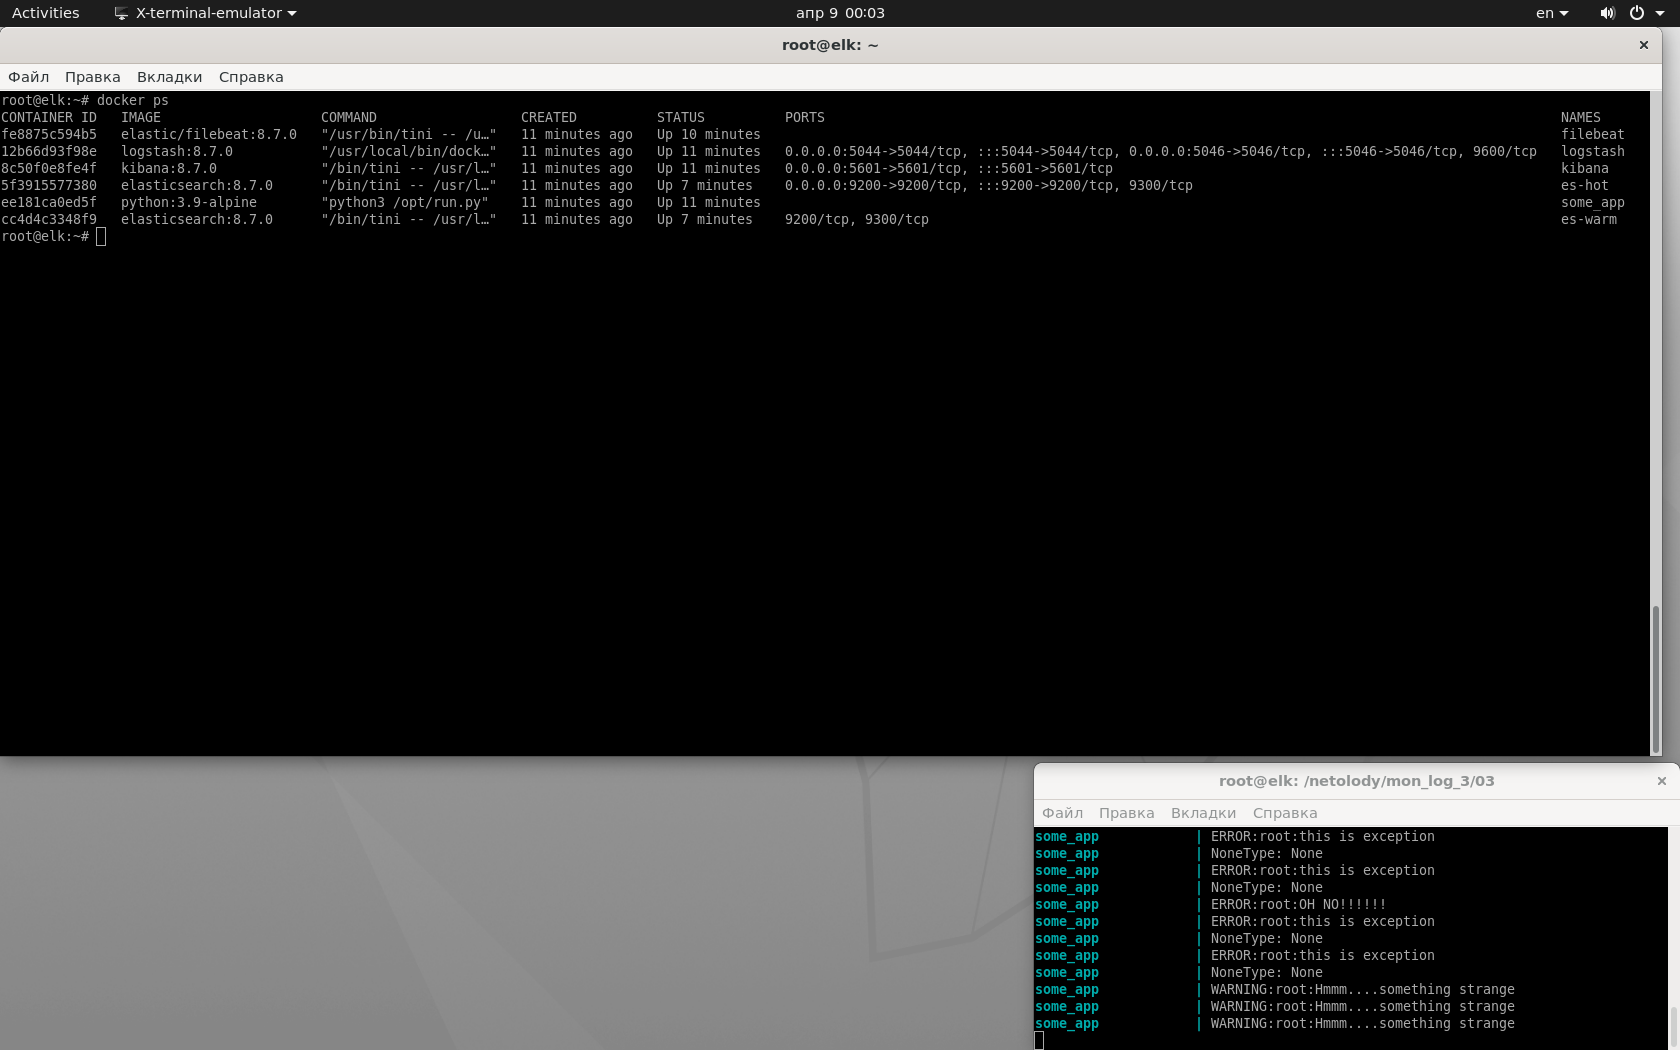 Activities X-terminal-emulator апр 9 00:03 en
root@elk: ~ ×
Файл Правка Вкладки Справка
root@elk:~# docker ps
CONTAINER ID IMAGE COMMAND CREATED STATUS PORTS NAMES
fe8875c594b5 elastic/filebeat:8.7.0 "/usr/bin/tini -- /u…" 11 minutes ago Up 10 minutes filebeat
12b66d93f98e logstash:8.7.0 "/usr/local/bin/dock…" 11 minutes ago Up 11 minutes 0.0.0.0:5044->5044/tcp, :::5044->5044/tcp, 0.0.0.0:5046->5046/tcp, :::5046->5046/tcp, 9600/tcp logstash
8c50f0e8fe4f kibana:8.7.0 "/bin/tini -- /usr/l…" 11 minutes ago Up 11 minutes 0.0.0.0:5601->5601/tcp, :::5601->5601/tcp kibana
5f3915577380 elasticsearch:8.7.0 "/bin/tini -- /usr/l…" 11 minutes ago Up 7 minutes 0.0.0.0:9200->9200/tcp, :::9200->9200/tcp, 9300/tcp es-hot
ee181ca0ed5f python:3.9-alpine "python3 /opt/run.py" 11 minutes ago Up 11 minutes some_app
cc4d4c3348f9 elasticsearch:8.7.0 "/bin/tini -- /usr/l…" 11 minutes ago Up 7 minutes 9200/tcp, 9300/tcp es-warm
root@elk:~#
root@elk: /netolody/mon_log_3/03 ×
Файл Правка Вкладки Справка
some_app | ERROR:root:this is exception
some_app | NoneType: None
some_app | ERROR:root:this is exception
some_app | NoneType: None
some_app | ERROR:root:OH NO!!!!!!
some_app | ERROR:root:this is exception
some_app | NoneType: None
some_app | ERROR:root:this is exception
some_app | NoneType: None
some_app | WARNING:root:Hmmm....something strange
some_app | WARNING:root:Hmmm....something strange
some_app | WARNING:root:Hmmm....something strange